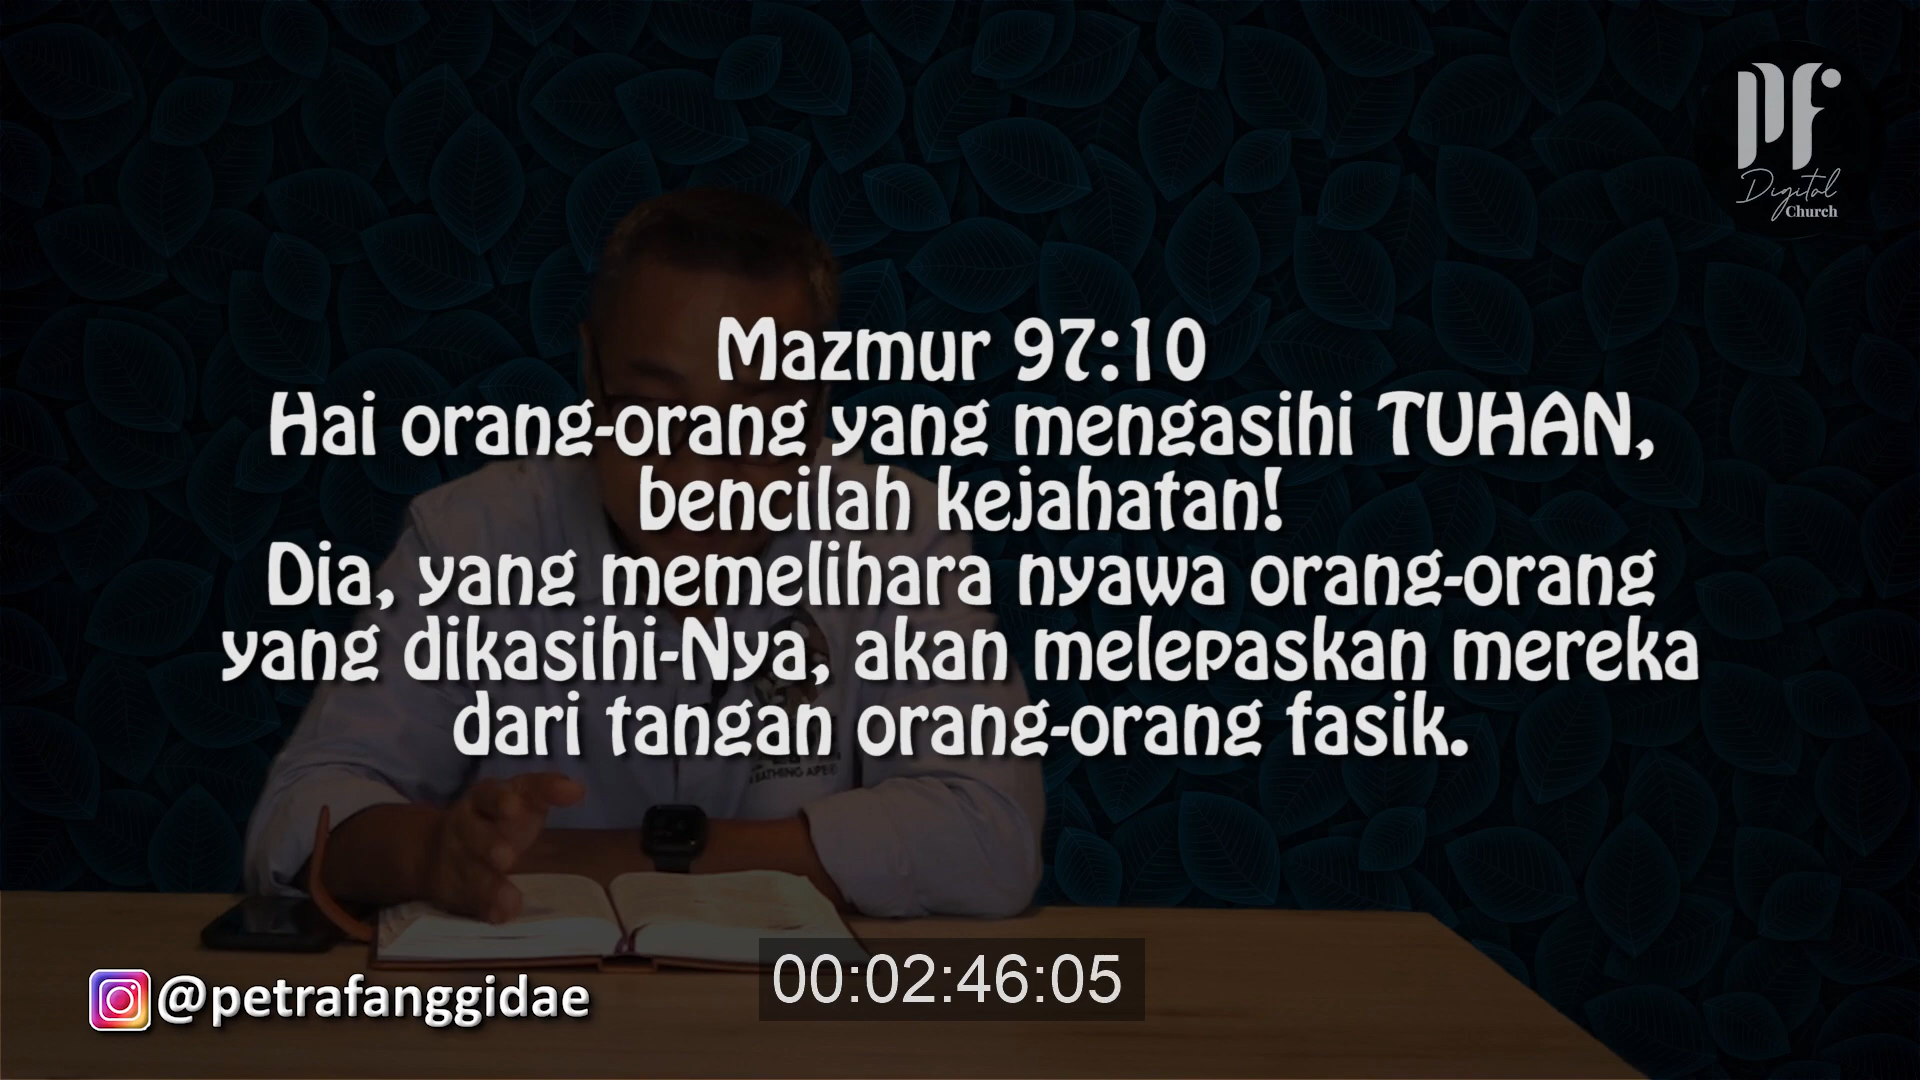 PF
Digital
Church
Mazmur 97:10
Hai orang-orang yang mengasihi TUHAN,
bencilah kejahatan!
Dia, yang memelihara nyawa orang-orang
yang dikasihi-Nya, akan melepaskan mereka
dari tangan orang-orang fasik.
00:02:46:05
@petrafanggidae